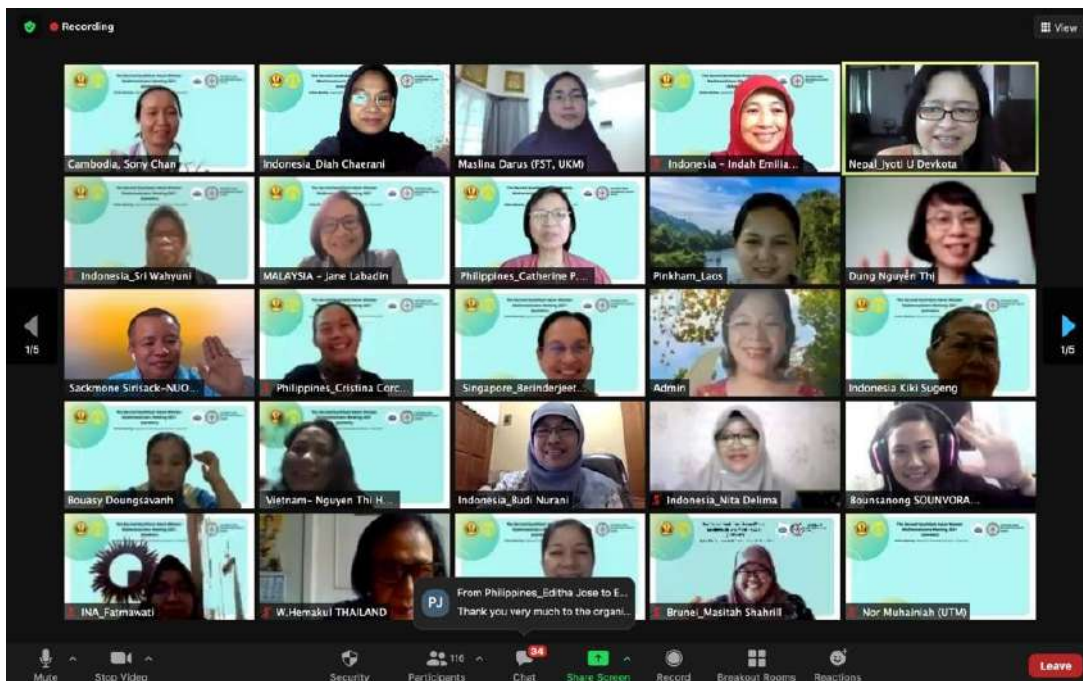 Recording
View
Cambodia, Sony Chan
Indonesia_Diah Chaerani
Maslina Darus (FST, UKM)
Indonesia - Indah Emilia...
Nepal_Jyoti U Devkota
Indonesia_Sri Wahyuni
MALAYSIA - Jane Labadin
Philippines_Catherine P....
Pinkham_Laos
Dung Nguyễn Thị
1/5
1/5
Sackmone Sirisack-NUO...
Philippines_Cristina Corc...
Singapore_Berinderjeet...
Admin
Indonesia Kiki Sugeng
Bouasy Doungsavanh
Vietnam- Nguyen Thi H...
Indonesia_Budi Nurani
Indonesia_Nita Delima
Bounsanong SOUNVORA...
INA_Fatmawati
W.Hemakul THAILAND
PJ
From Philippines_Editha Jose to E...
Thank you very much to the organi...
Brunei_Masitah Shahrill
Nor Muhainiah (UTM)
Mute
Stop Video
Security
116
Participants
34
Chat
Share Screen
Record
Breakout Rooms
Reactions
Leave